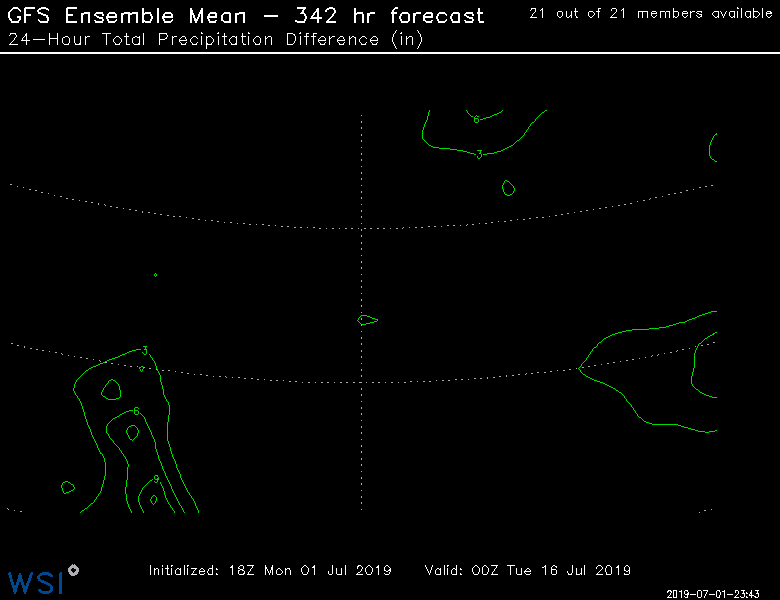 GFS Ensemble Mean – 342 hr forecast
21 out of 21 members available
24–Hour Total Precipitation Difference (in)
6
3
3
6
9
WSI
Initialized: 18Z Mon 01 Jul 2019
Valid: 00Z Tue 16 Jul 2019
2019-07-01-23:43